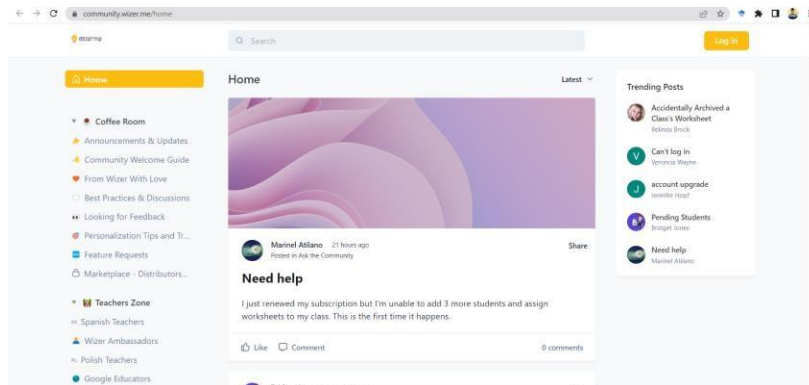 community.wizer.me/home
wizer.me
Search
Log in
Home
Coffee Room
Announcements & Updates
Community Welcome Guide
From Wizer With Love
Best Practices & Discussions
Looking for Feedback
Personalization Tips and Tr...
Feature Requests
Marketplace - Distributors...
Teachers Zone
ES Spanish Teachers
Wizer Ambassadors
PL Polish Teachers
Google Educators
Home
Latest
Marinel Atilano 21 hours ago
Posted in Ask the Community
Share
Need help
I just renewed my subscription but I'm unable to add 3 more students and assign
worksheets to my class. This is the first time it happens.
Like Comment 0 comments
Trending Posts
Accidentally Archived a
Class's Worksheet
Belinda Brock
V Can't log in
Veroncia Wayne
J account upgrade
Jennifer Hopf
Pending Students
Bridget Jones
Need help
Marinel Atilano